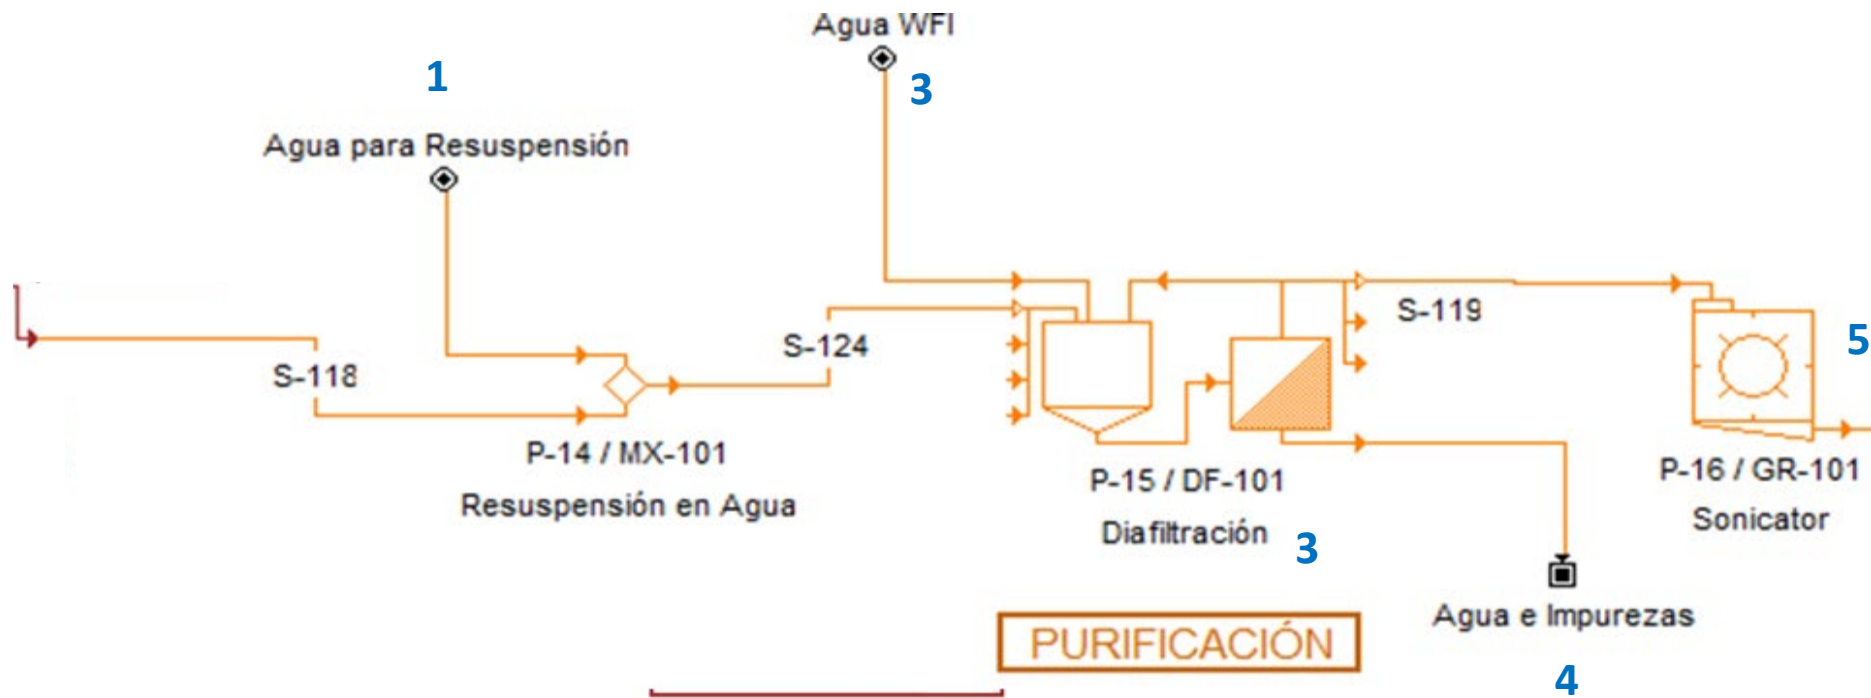 Agua WFI
3
1
Agua para Resuspensión
S-118
S-124
S-119
5
P-14 / MX-101
Resuspensión en Agua
P-15 / DF-101
Diafiltración
3
P-16 / GR-101
Sonicator
Agua e Impurezas
PURIFICACIÓN
4